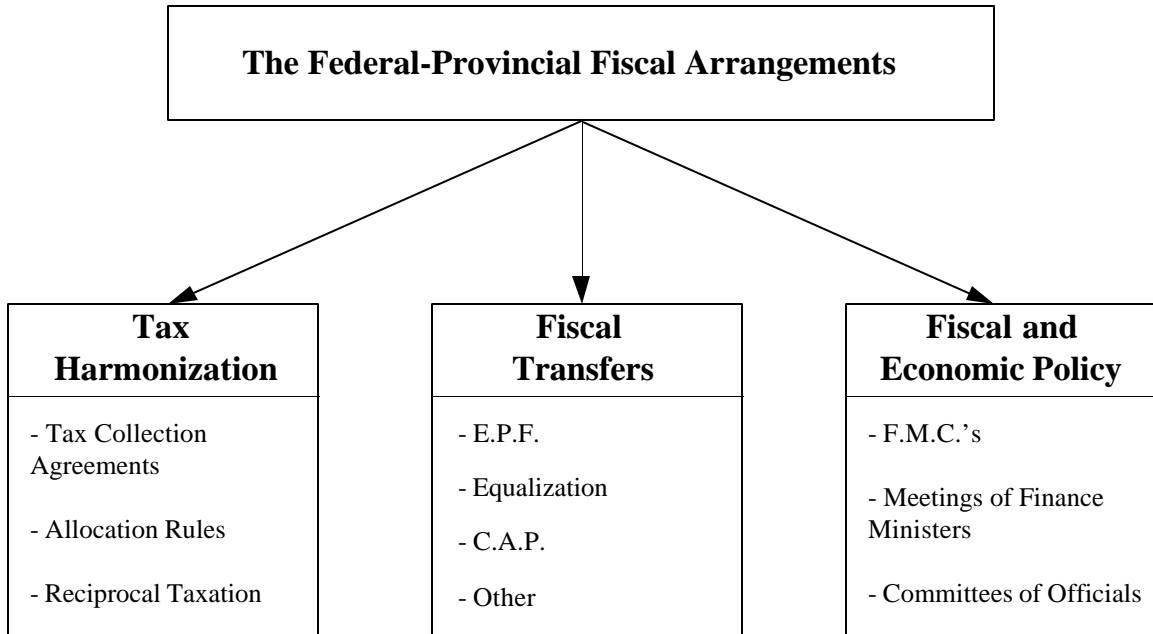 The Federal-Provincial Fiscal Arrangements
Tax
Harmonization
- Tax Collection
Agreements
- Allocation Rules
- Reciprocal Taxation
Fiscal
Transfers
- E.P.F.
- Equalization
- C.A.P.
- Other
Fiscal and
Economic Policy
- F.M.C.’s
- Meetings of Finance
Ministers
- Committees of Officials